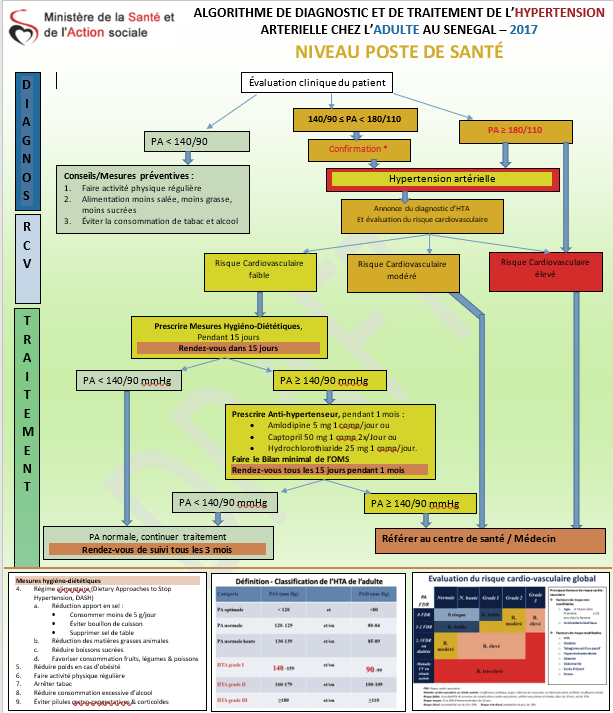 Ministère de la Santé et
de l'Action sociale
ALGORITHME DE DIAGNOSTIC ET DE TRAITEMENT DE L'HYPERTENSION
ARTERIELLE CHEZ L'ADULTE AU SENEGAL – 2017
NIVEAU POSTE DE SANTÉ
DIAGNOS
Évaluation clinique du patient
140/90 ≤ PA < 180/110
PA ≥ 180/110
PA < 140/90
Confirmation *
Conseils/Mesures préventives :
1. Faire activité physique régulière
2. Alimentation moins salée, moins grasse,
moins sucrées
3. Éviter la consommation de tabac et alcool
Hypertension artérielle
Annonce du diagnostic d'HTA
Et évaluation du risque cardiovasculaire
RCV
Risque Cardiovasculaire
faible
Risque Cardiovasculaire
modéré
Risque Cardiovasculaire
élevé
TRAITEMENT
Prescrire Mesures Hygiéno-Diététiques,
Pendant 15 jours
Rendez-vous dans 15 jours
PA < 140/90 mmHg
PA ≥ 140/90 mmHg
Prescrire Anti-hypertenseur, pendant 1 mois :
• Amlodipine 5 mg 1 comp/jour ou
• Captopril 50 mg 1 comp 2x/Jour ou
• Hydrochlorothiazide 25 mg 1 comp/jour.
Faire le Bilan minimal de l'OMS
Rendez-vous tous les 15 jours pendant 1 mois
PA < 140/90 mmHg
PA ≥ 140/90 mmHg
PA normale, continuer traitement
Rendez-vous de suivi tous les 3 mois
Référer au centre de santé / Médecin
Mesures hygiéno-diététiques
4. Régime (Dietary Approaches to Stop
Hypertension, DASH)
a. Réduction apport en sel :
• Consommer moins de 5 g/jour
• Éviter bouillon de cuisson
• Supprimer sel de table
b. Réduction des matières grasses animales
c. Réduire boissons sucrées
d. Favoriser consommation fruits, légumes & poissons
5. Réduire poids en cas d'obésité
6. Faire activité physique régulière
7. Arrêter tabac
8. Réduire consommation excessive d'alcool
9. Éviter pilules & corticoïdes
Définition - Classification de l'HTA de l'adulte
Catégorie PAS (mm Hg) PAD (mm Hg)
PA optimale < 120 et <80
PA normale 120-129 et/ou 80-84
PA normale haute 130-139 et/ou 85-89
HTA grade I 140 -159 et/ou 90 -99
HTA grade II 160-179 et/ou 100-109
HTA grade III ≥180 et/ou ≥110
Evaluation du risque cardio-vasculaire global
PA
FDR
Normale N. haute Grade 1 Grade 2 Grade 3
0 FDR
1-2 FDR
R. modéré
R. élevé
R. très élevé